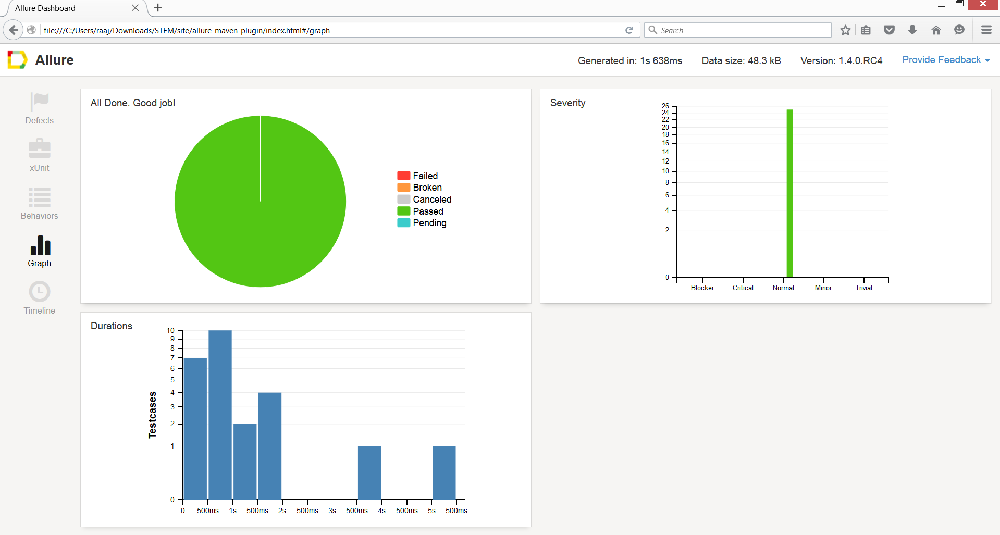 Allure Dashboard
file:///C:/Users/raaj/Downloads/STEM/site/allure-maven-plugin/index.html#/graph
Search
Allure
Generated in: 1s 638ms
Data size: 48.3 kB
Version: 1.4.0.RC4
Provide Feedback
Defects
xUnit
Behaviors
Graph
Timeline
All Done. Good job!
Failed
Broken
Canceled
Passed
Pending
Severity
26
24
22
20
18
16
14
12
10
8
6
4
2
0
Blocker Critical Normal Minor Trivial
Durations
Testcases
10
9
8
7
6
5
4
3
2
1
0
0 500ms 1s 500ms 2s 500ms 3s 500ms 4s 500ms 5s 500ms